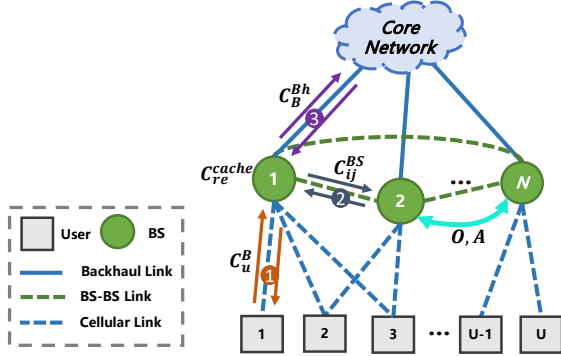 Core
Network
C_B^{Bh}
3
C_{re}^{cache}
1
C_{ij}^{BS}
2
2
...
N
O, A
C_u^B
1
User
BS
Backhaul Link
BS-BS Link
Cellular Link
1
2
3
...
U-1
U